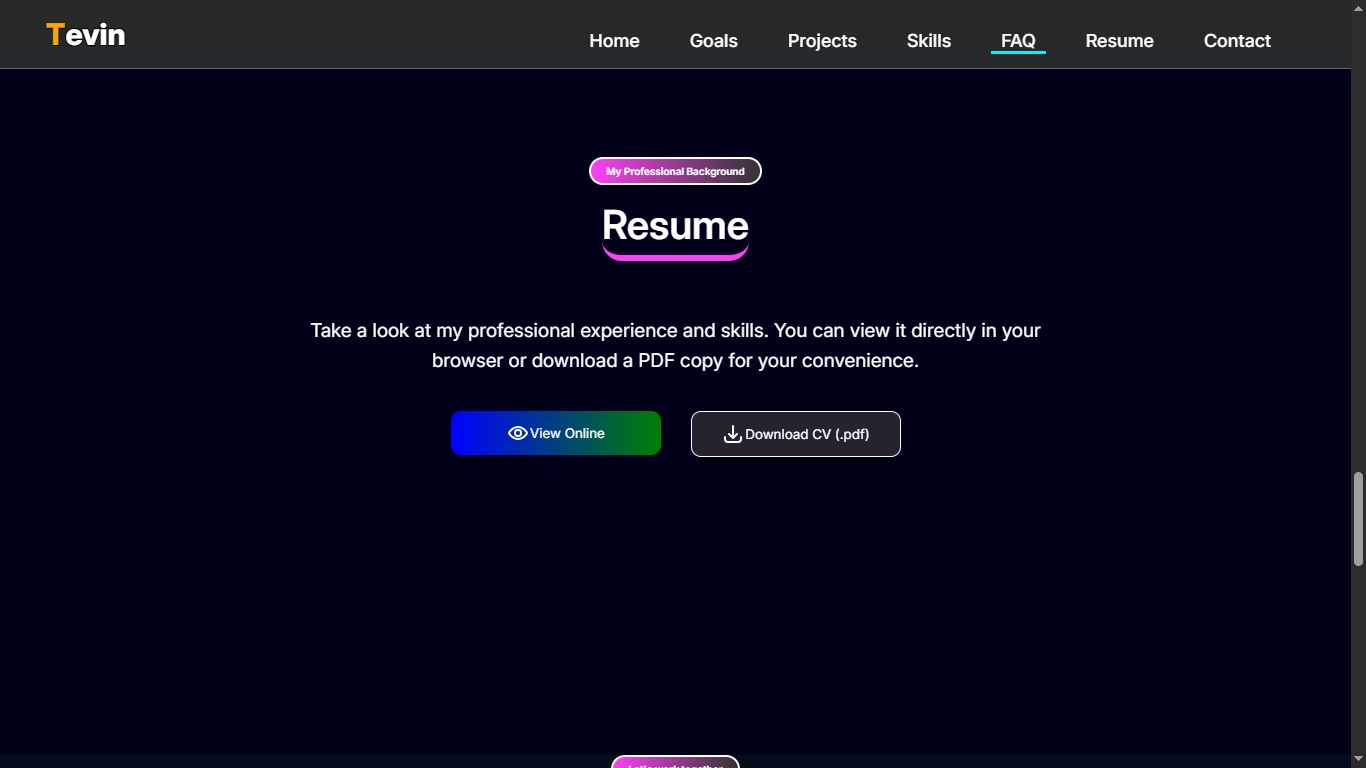 Tevin
Home Goals Projects Skills FAQ Resume Contact
My Professional Background
Resume
Take a look at my professional experience and skills. You can view it directly in your
browser or download a PDF copy for your convenience.
View Online
Download CV (.pdf)